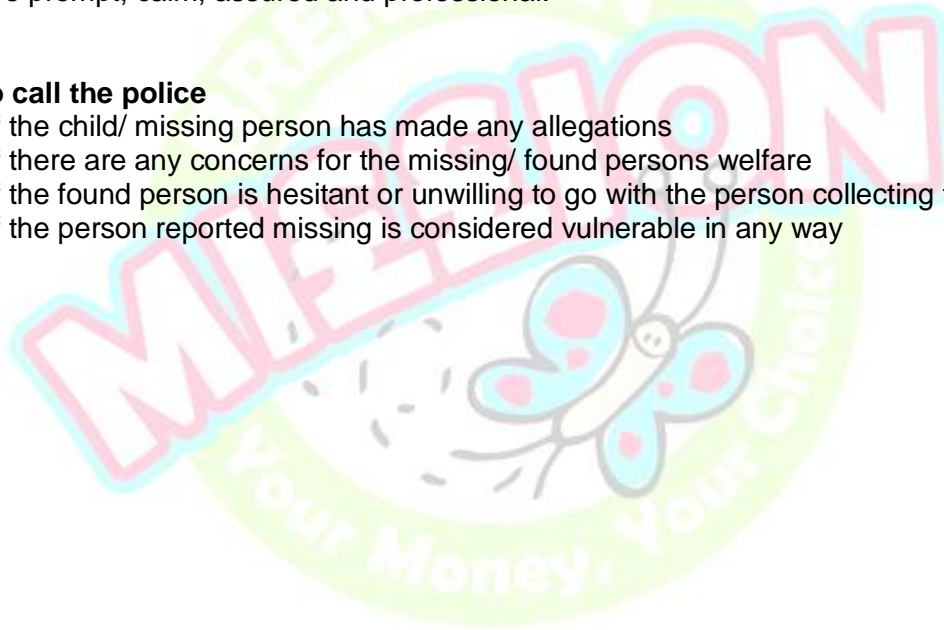 prompt, calm, assured and professional.
call the police
the child/ missing person has made any allegations
there are any concerns for the missing/ found persons welfare
the found person is hesitant or unwilling to go with the person collecting
the person reported missing is considered vulnerable in any way
MISSION
Your Money, Your Choice